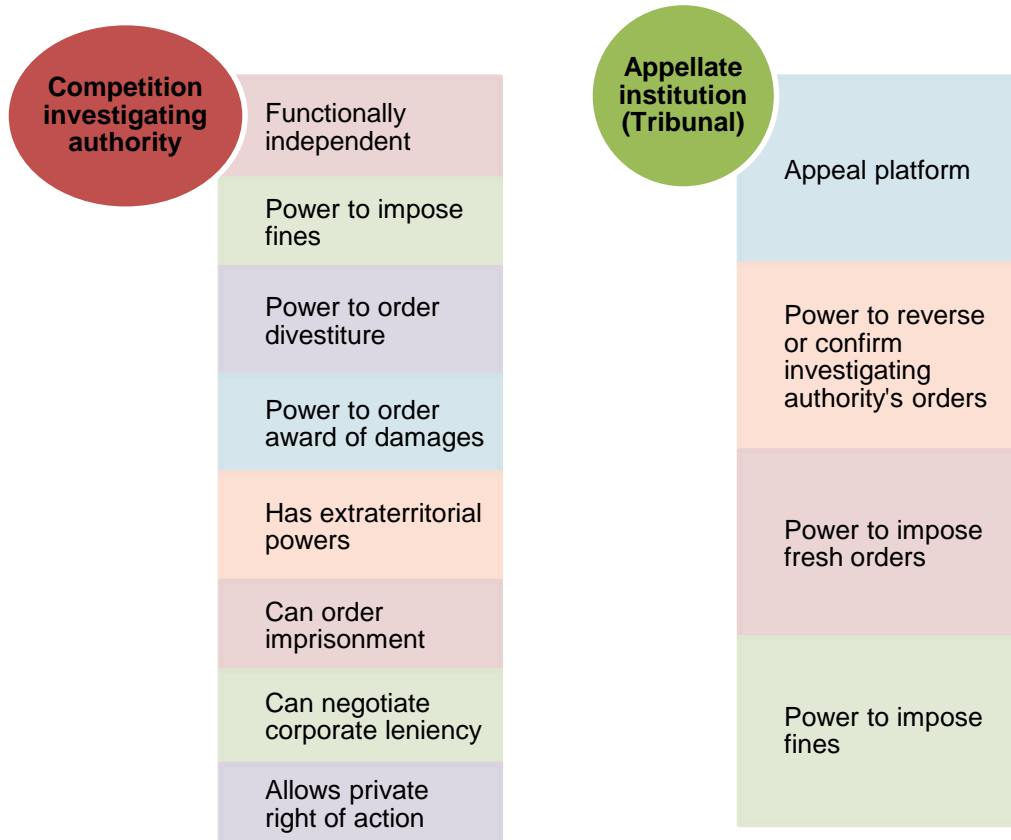 Competition
investigating
authority
Functionally
independent
Power to impose
fines
Power to order
divestiture
Power to order
award of damages
Has extraterritorial
powers
Can order
imprisonment
Can negotiate
corporate leniency
Allows private
right of action
Appellate
institution
(Tribunal)
Appeal platform
Power to reverse
or confirm
investigating
authority's orders
Power to impose
fresh orders
Power to impose
fines